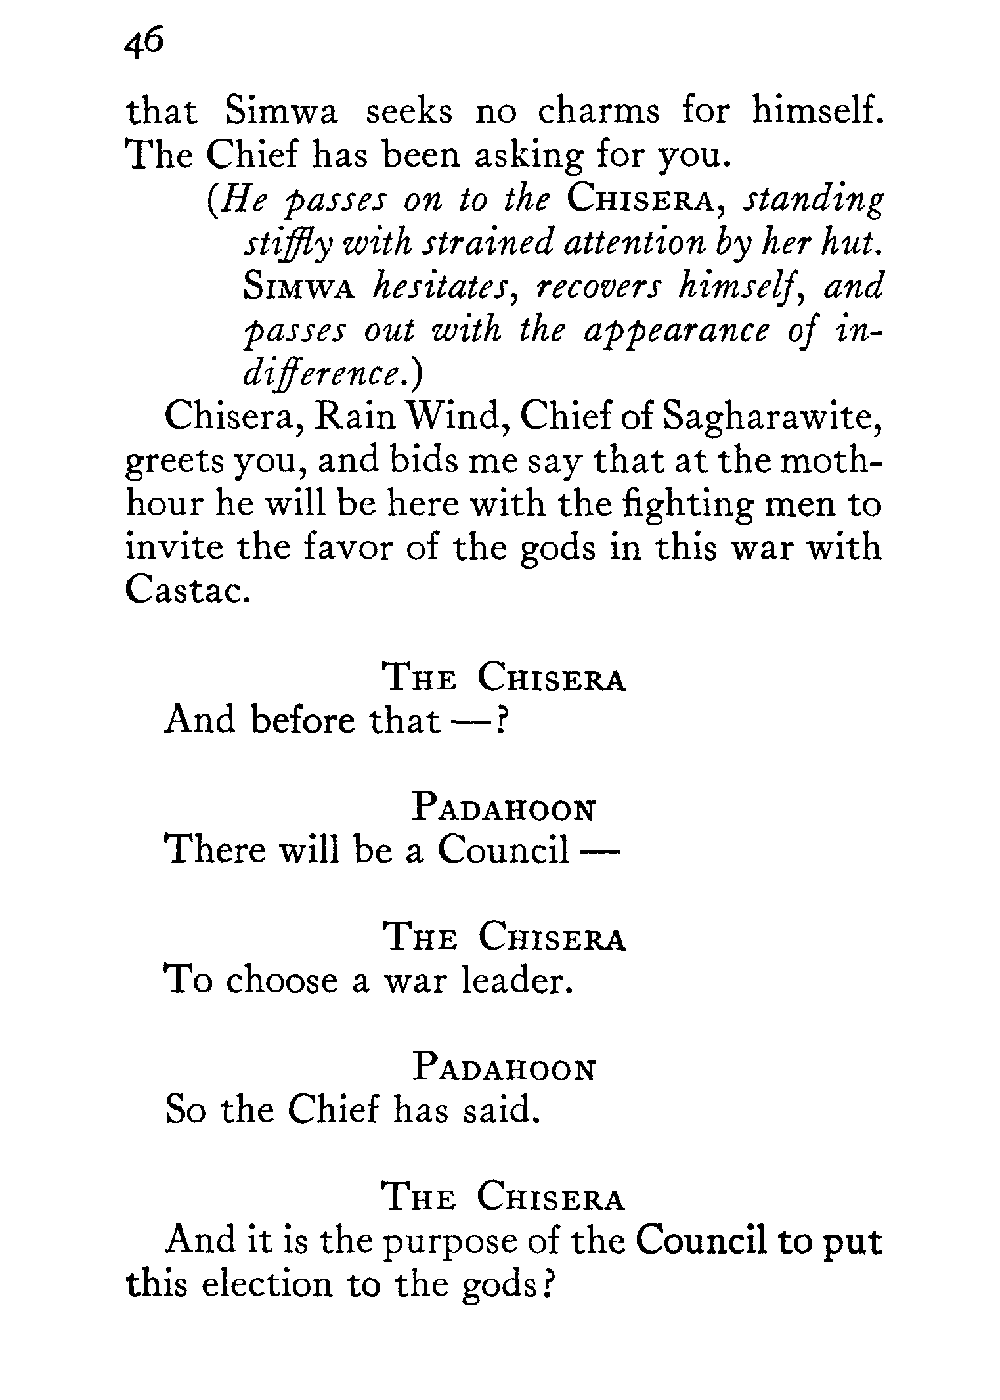 46
that Simwa seeks no charms for himself.
The Chief has been asking for you.
(He passes on to the Chisera, standing
stiffly with strained attention by her hut.
Simwa hesitates, recovers himself, and
passes out with the appearance of in-
difference.)
Chisera, Rain Wind, Chief of Sagharawite,
greets you, and bids me say that at the moth-
hour he will be here with the fighting men to
invite the favor of the gods in this war with
Castac.
The Chisera
And before that —?
Padahoon
There will be a Council —
The Chisera
To choose a war leader.
Padahoon
So the Chief has said.
The Chisera
And it is the purpose of the Council to put
this election to the gods?